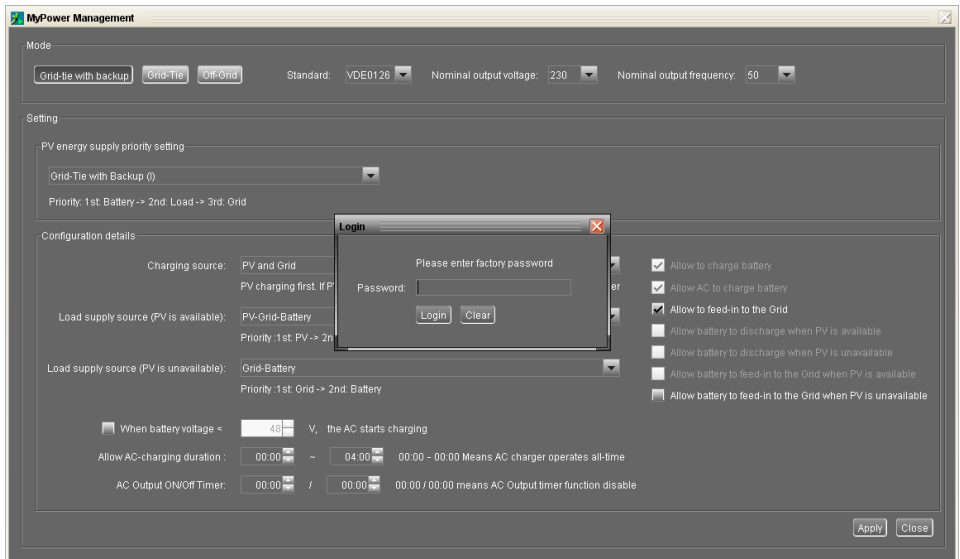 MyPower Management
Mode
Grid-tie with backup Grid-Tie Off-Grid Standard: VDE0126 Nominal output voltage: 230 Nominal output frequency: 50
Setting
PV energy supply priority setting
Grid-Tie with Backup (I)
Priority: 1st: Battery -> 2nd: Load -> 3rd: Grid
Login
Please enter factory password
Password:
Login Clear
Configuration details
Charging source: PV and Grid
PV charging first. If
Load supply source (PV is available): PV-Grid-Battery
Priority :1st: PV -> 2n
Load supply source (PV is unavailable): Grid-Battery
Priority :1st: Grid -> 2nd: Battery
Allow to charge battery
Allow AC to charge battery
Allow to feed-in to the Grid
Allow battery to discharge when PV is available
Allow battery to discharge when PV is unavailable
Allow battery to feed-in to the Grid when PV is available
Allow battery to feed-in to the Grid when PV is unavailable
When battery voltage < 48 V, the AC starts charging
Allow AC-charging duration : 00:00 ~ 04:00 00:00 - 00:00 Means AC charger operates all-time
AC Output ON/Off Timer: 00:00 / 00:00 00:00 / 00:00 means AC Output timer function disable
Apply Close